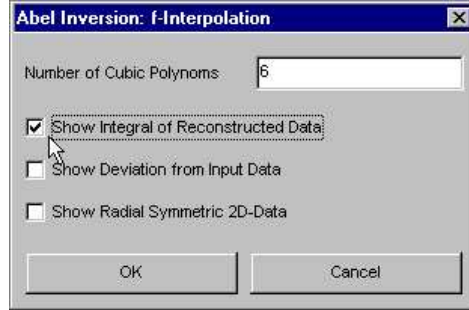 Abel Inversion: f-Interpolation
Number of Cubic Polynoms 6
Show Integral of Reconstructed Data
Show Deviation from Input Data
Show Radial Symmetric 2D-Data
OK Cancel